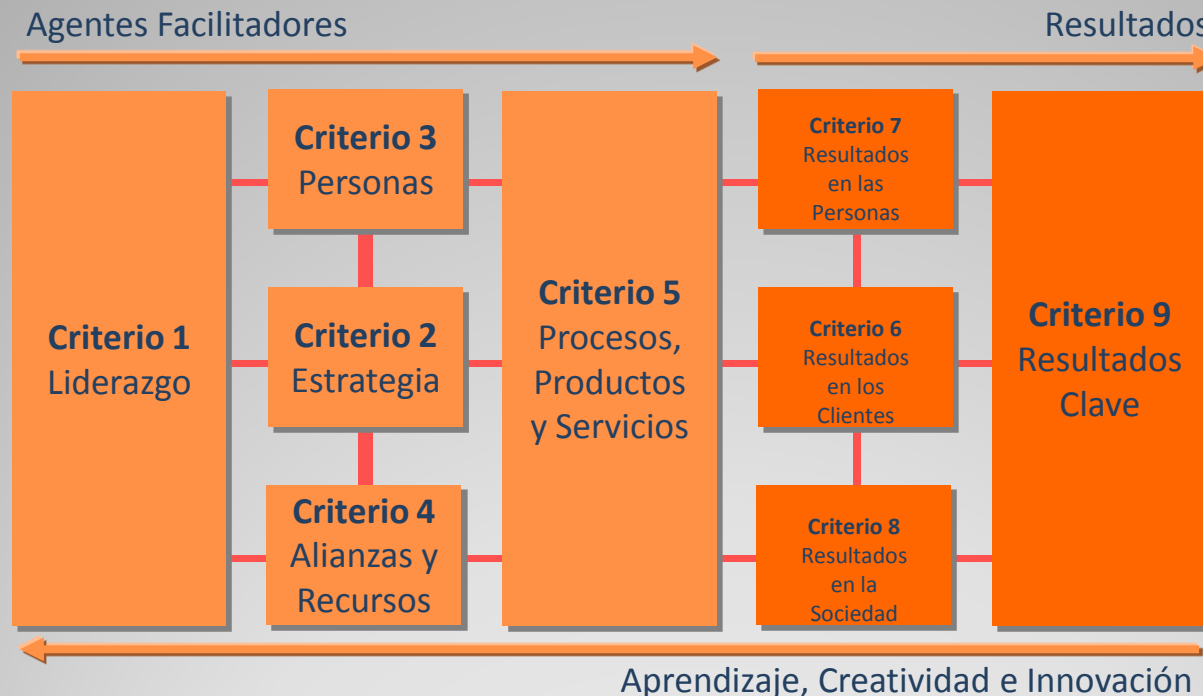 Agentes Facilitadores
Resultados
Criterio 1
Liderazgo
Criterio 3
Personas
Criterio 2
Estrategia
Criterio 4
Alianzas y
Recursos
Criterio 5
Procesos,
Productos
y Servicios
Criterio 7
Resultados
en las
Personas
Criterio 6
Resultados
en los
Clientes
Criterio 8
Resultados
en la
Sociedad
Criterio 9
Resultados
Clave
Aprendizaje, Creatividad e Innovación